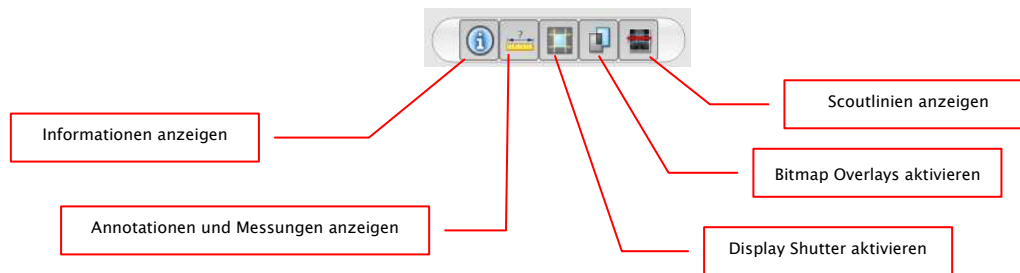 ?
Scoutlinien anzeigen
Informationen anzeigen
Bitmap Overlays aktivieren
Annotationen und Messungen anzeigen
Display Shutter aktivieren